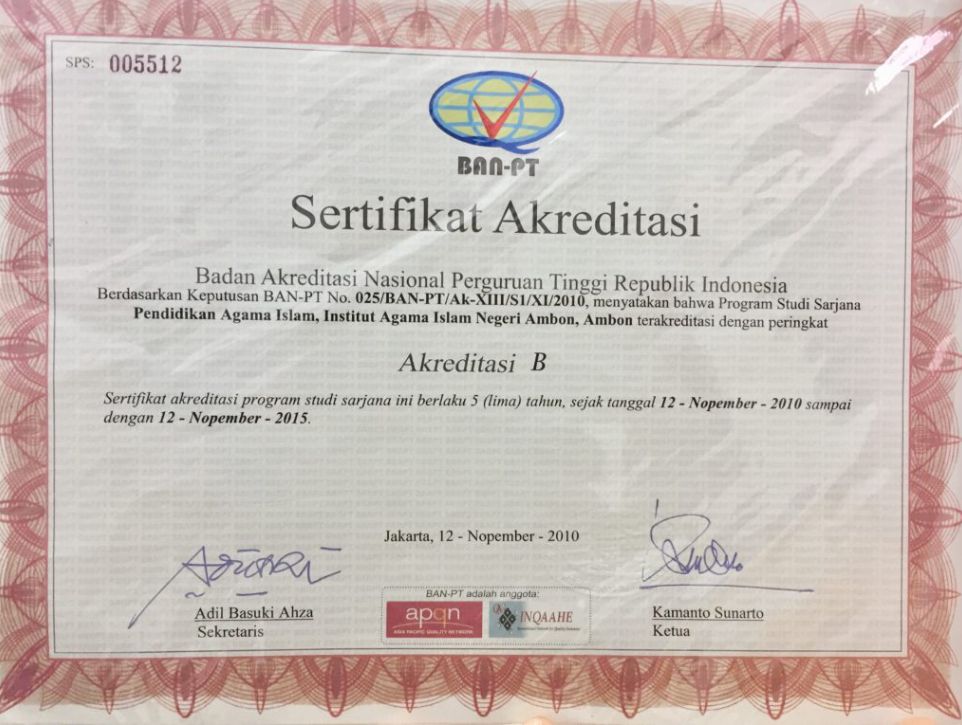 SPS: 005512
BAN-PT
Sertifikat Akreditasi
Badan Akreditasi Nasional Perguruan Tinggi Republik Indonesia
Berdasarkan Keputusan BAN-PT No. 025/BAN-PT/Ak-XIII/S1/XI/2010, menyatakan bahwa Program Studi Sarjana
Pendidikan Agama Islam, Institut Agama Islam Negeri Ambon, Ambon terakreditasi dengan peringkat
Akreditasi B
Sertifikat akreditasi program studi sarjana ini berlaku 5 (lima) tahun, sejak tanggal 12 - Nopember - 2010 sampai
dengan 12 - Nopember - 2015.
Jakarta, 12 - Nopember - 2010
BAN-PT adalah anggota:
apqn
ASIA PACIFIC QUALITY NETWORK
INQAAHE
Adil Basuki Ahza
Sekretaris
Kamanto Sunarto
Ketua